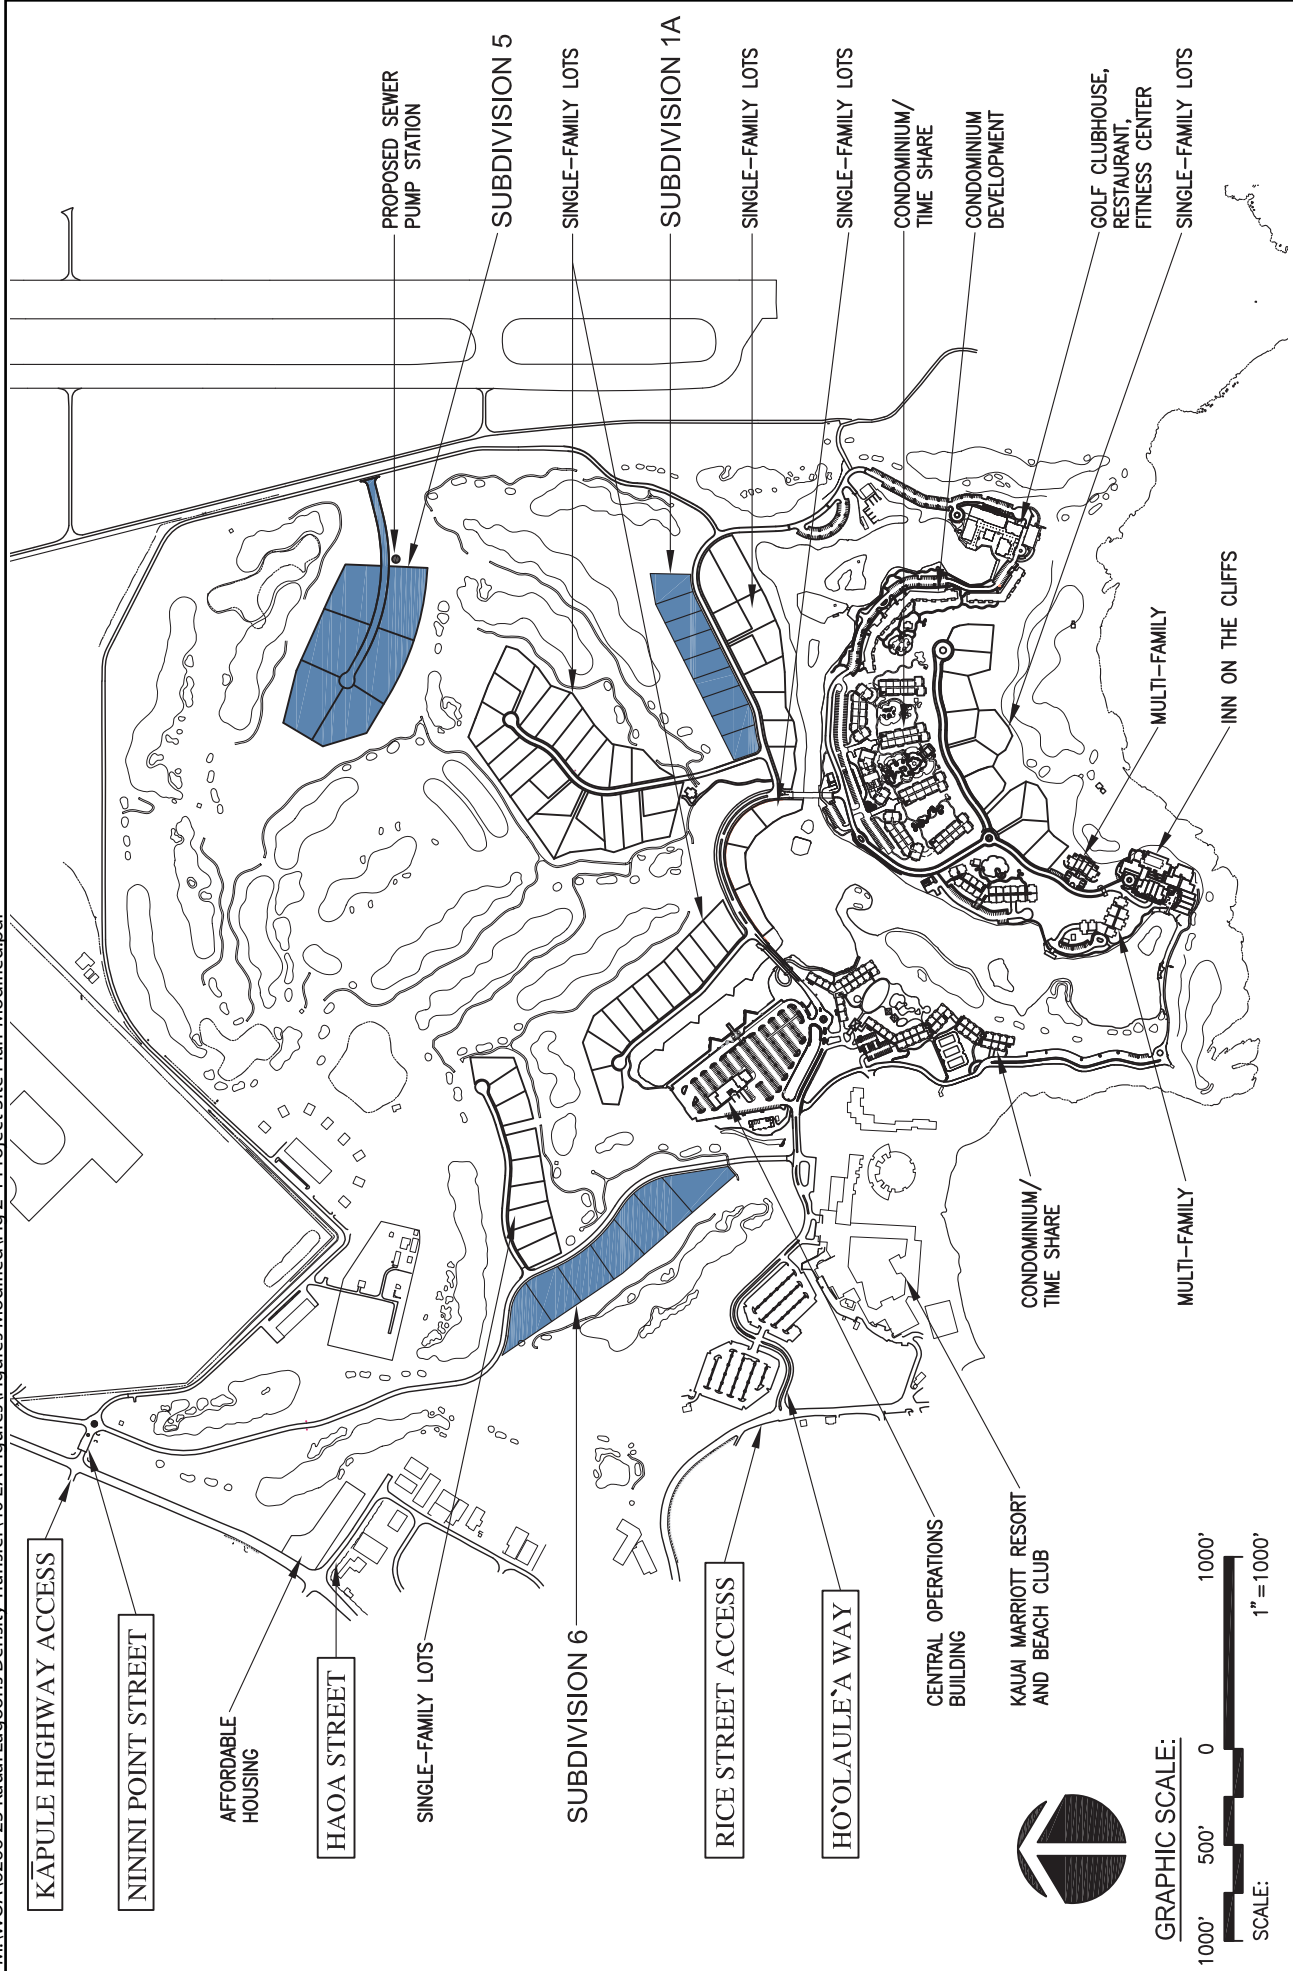 KĀPULE HIGHWAY ACCESS
NININI POINT STREET
AFFORDABLE
HOUSING
HAOA STREET
SINGLE-FAMILY LOTS
SUBDIVISION 6
RICE STREET ACCESS
HO`OLAULE`A WAY
CENTRAL OPERATIONS
BUILDING
KAUAI MARRIOTT RESORT
AND BEACH CLUB
CONDOMINIUM/
TIME SHARE
MULTI-FAMILY
PROPOSED SEWER
PUMP STATION
SUBDIVISION 5
SINGLE-FAMILY LOTS
SUBDIVISION 1A
SINGLE-FAMILY LOTS
SINGLE-FAMILY LOTS
CONDOMINIUM/
TIME SHARE
CONDOMINIUM
DEVELOPMENT
GOLF CLUBHOUSE,
RESTAURANT,
FITNESS CENTER
SINGLE-FAMILY LOTS
MULTI-FAMILY
INN ON THE CLIFFS
GRAPHIC SCALE:
1000' 500' 0 1000'
SCALE: 1"=1000'